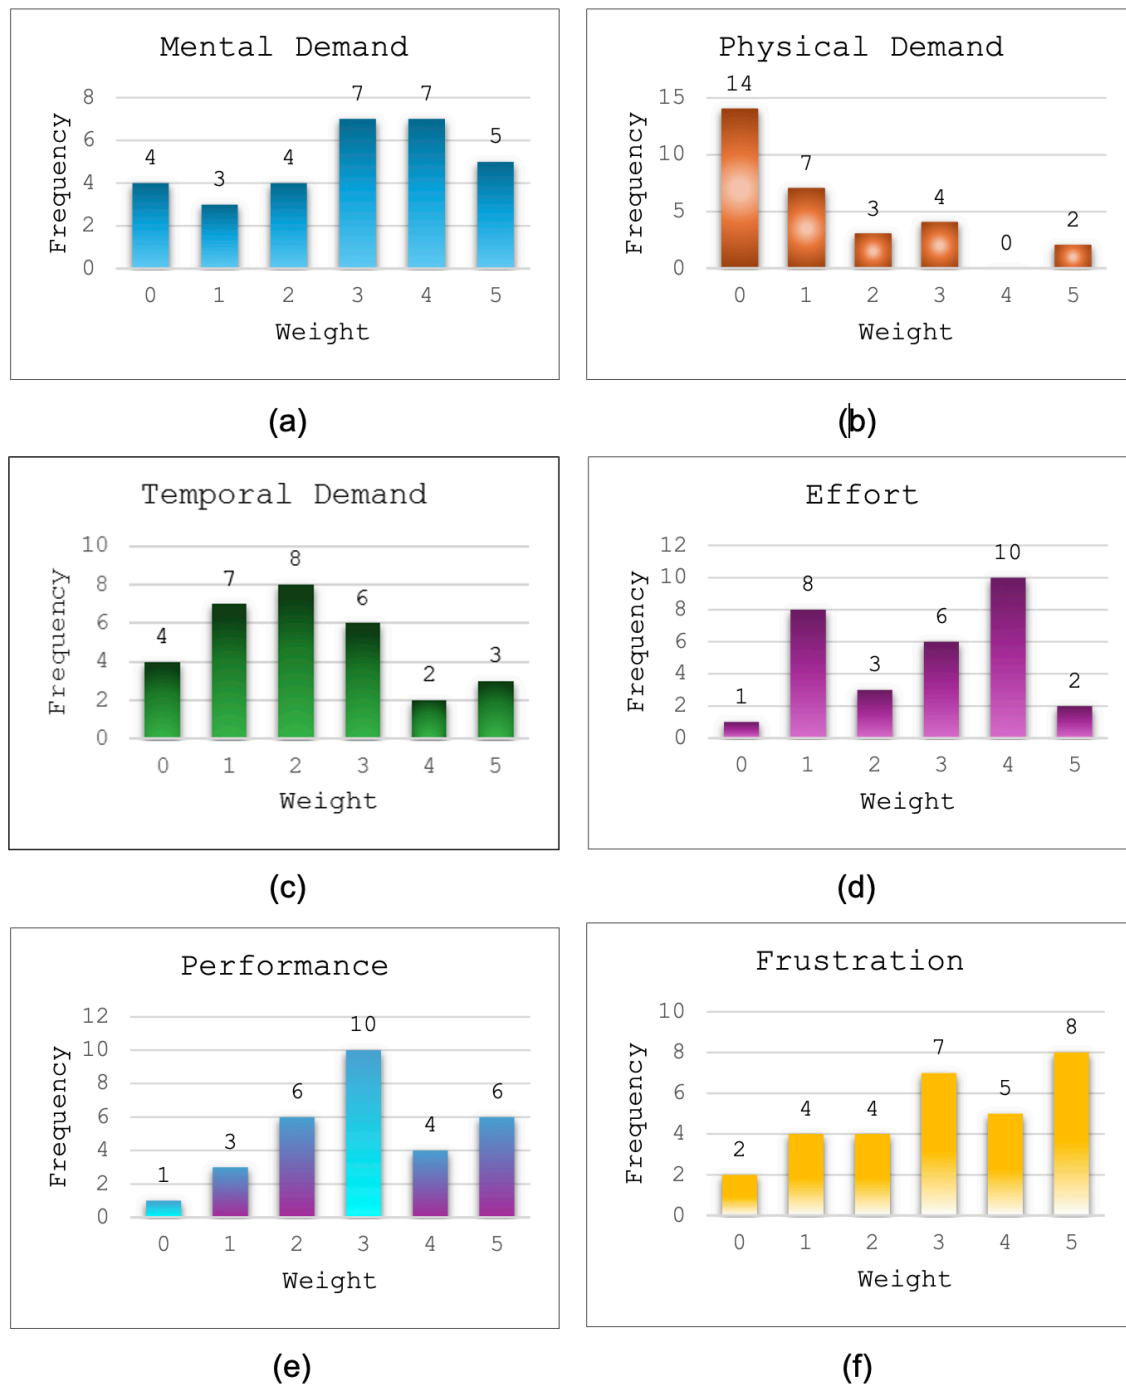 Mental Demand
Frequency
8
6
4
2
0
4
3
4
7
7
5
0 1 2 3 4 5
Weight
(a)
Physical Demand
Frequency
15
10
5
0
14
7
3
4
0
2
0 1 2 3 4 5
Weight
(b)
Temporal Demand
Frequency
10
8
6
4
2
0
4
7
8
6
2
3
0 1 2 3 4 5
Weight
(c)
Effort
Frequency
12
10
8
6
4
2
0
1
8
3
6
10
2
0 1 2 3 4 5
Weight
(d)
Performance
Frequency
12
10
8
6
4
2
0
1
3
6
10
4
6
0 1 2 3 4 5
Weight
(e)
Frustration
Frequency
10
8
6
4
2
0
2
4
4
7
5
8
0 1 2 3 4 5
Weight
(f)